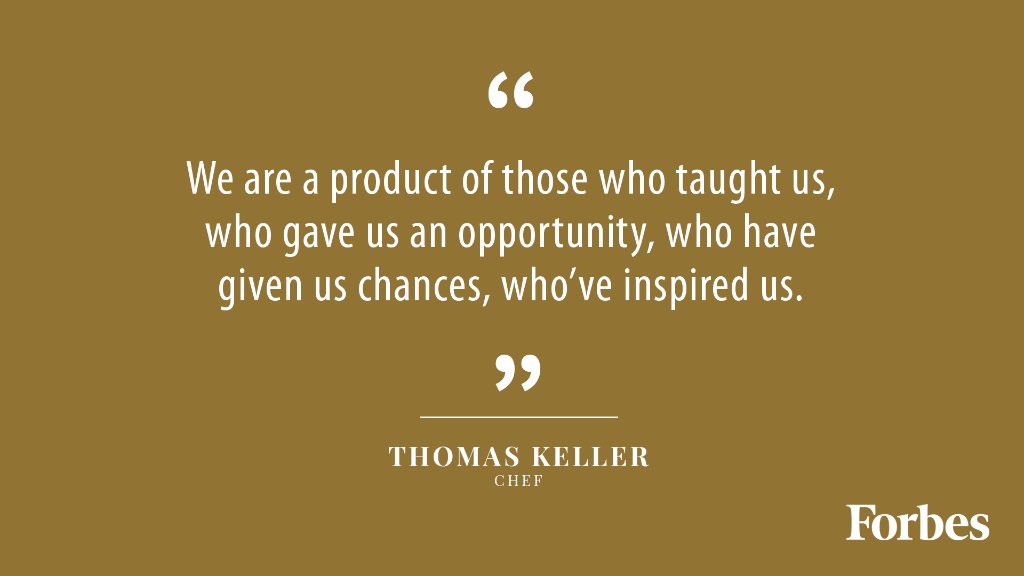 “
We are a product of those who taught us,
who gave us an opportunity, who have
given us chances, who’ve inspired us.
”
THOMAS KELLER
CHEF
Forbes